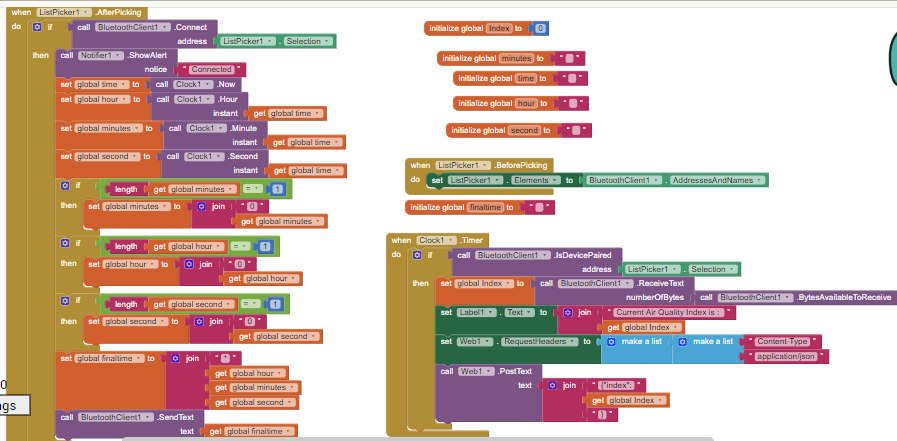 when ListPicker1 .AfterPicking
do if call BluetoothClient1 .Connect
address ListPicker1 . Selection
then call Notifier1 .ShowAlert
notice " Connected "
set global time to call Clock1 .Now
set global hour to call Clock1 .Hour
instant get global time
set global minutes to call Clock1 .Minute
instant get global time
set global second to call Clock1 .Second
instant get global time
if length get global minutes = 1
then set global minutes to join " 0 "
get global minutes
if length get global hour = 1
then set global hour to join " 0 "
get global hour
if length get global second = 1
then set global second to join " 0 "
get global second
set global finaltime to join " * "
get global hour
get global minutes
get global second
call BluetoothClient1 .SendText
text get global finaltime
0
gs
initialize global Index to 0
initialize global minutes to " "
initialize global time to " "
initialize global hour to " "
initialize global second to " "
when ListPicker1 .BeforePicking
do set ListPicker1 . Elements to BluetoothClient1 . AddressesAndNames
initialize global finaltime to " "
when Clock1 .Timer
do if call BluetoothClient1 .IsDevicePaired
address ListPicker1 . Selection
then set global Index to call BluetoothClient1 .ReceiveText
numberOfBytes call BluetoothClient1 .BytesAvailableToReceive
set Label1 . Text to join " Current Air Quality Index is : "
get global Index
set Web1 . RequestHeaders to make a list make a list " Content-Type "
" application/json "
call Web1 .PostText
text join " {"index": "
get global Index
" } "